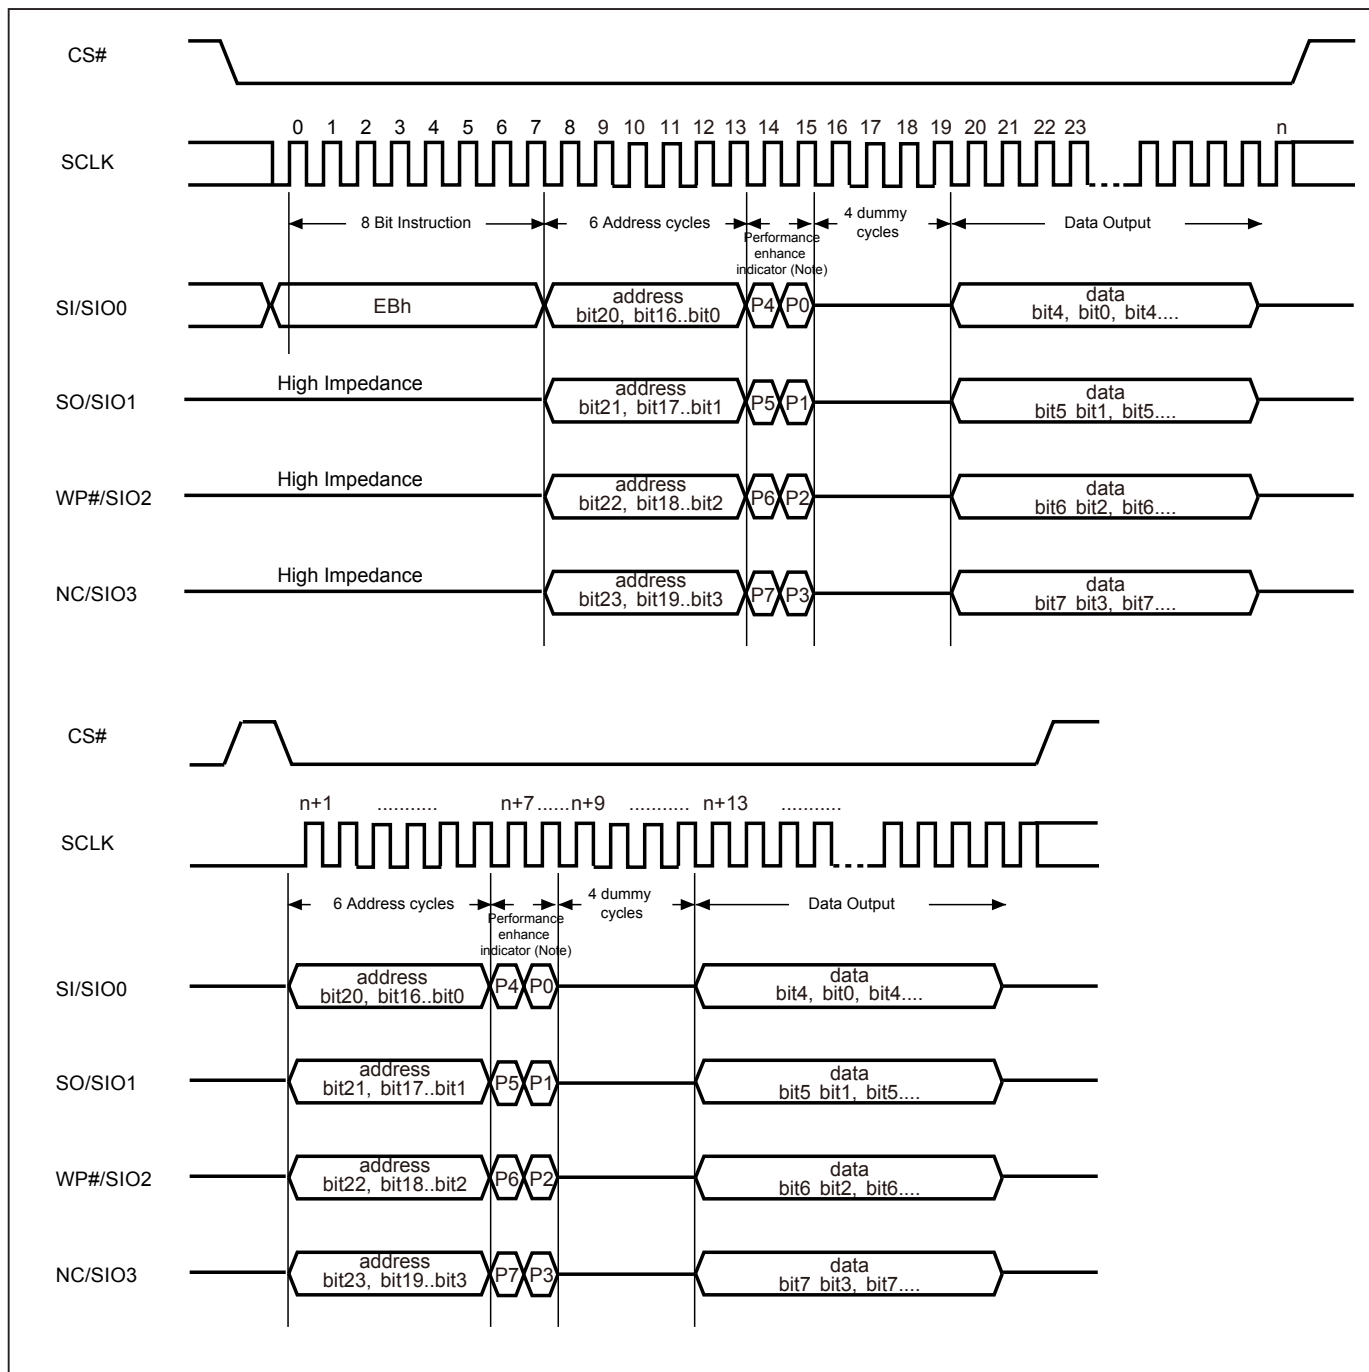 CS#
0 1 2 3 4 5 6 7 8 9 10 11 12 13 14 15 16 17 18 19 20 21 22 23 n
SCLK
8 Bit Instruction
6 Address cycles
Performance
enhance
indicator (Note)
4 dummy
cycles
Data Output
SI/SIO0
EBh
address
bit20, bit16..bit0
P4 P0
data
bit4, bit0, bit4....
SO/SIO1
High Impedance
address
bit21, bit17..bit1
P5 P1
data
bit5 bit1, bit5....
WP#/SIO2
High Impedance
address
bit22, bit18..bit2
P6 P2
data
bit6 bit2, bit6....
NC/SIO3
High Impedance
address
bit23, bit19..bit3
P7 P3
data
bit7 bit3, bit7....
CS#
n+1 ........... n+7......n+9 ........... n+13 ...........
SCLK
6 Address cycles
Performance
enhance
indicator (Note)
4 dummy
cycles
Data Output
SI/SIO0
address
bit20, bit16..bit0
P4 P0
data
bit4, bit0, bit4....
SO/SIO1
address
bit21, bit17..bit1
P5 P1
data
bit5 bit1, bit5....
WP#/SIO2
address
bit22, bit18..bit2
P6 P2
data
bit6 bit2, bit6....
NC/SIO3
address
bit23, bit19..bit3
P7 P3
data
bit7 bit3, bit7....